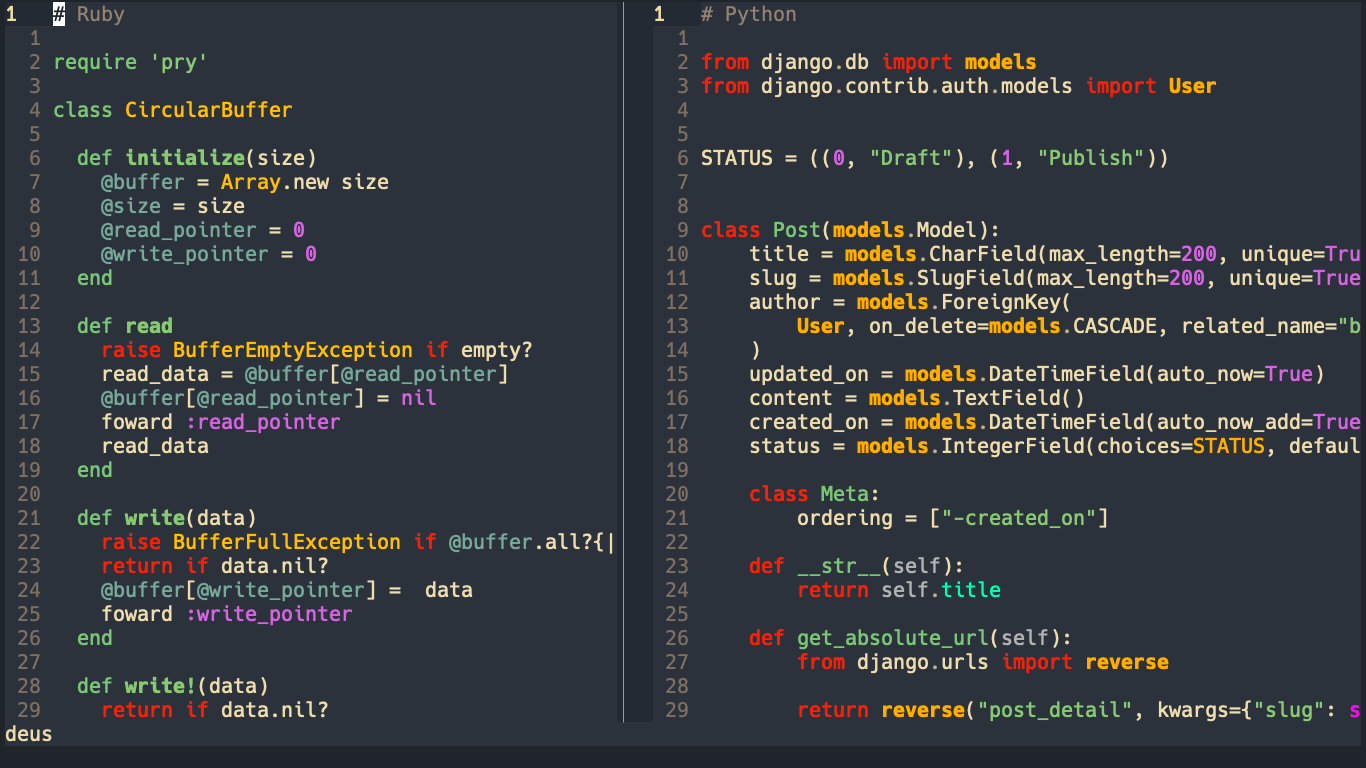 1   # Ruby
  1
  2 require 'pry'
  3
  4 class CircularBuffer
  5
  6   def initialize(size)
  7     @buffer = Array.new size
  8     @size = size
  9     @read_pointer = 0
 10     @write_pointer = 0
 11   end
 12
 13   def read
 14     raise BufferEmptyException if empty?
 15     read_data = @buffer[@read_pointer]
 16     @buffer[@read_pointer] = nil
 17     foward :read_pointer
 18     read_data
 19   end
 20
 21   def write(data)
 22     raise BufferFullException if @buffer.all?{|
 23     return if data.nil?
 24     @buffer[@write_pointer] =  data
 25     foward :write_pointer
 26   end
 27
 28   def write!(data)
 29     return if data.nil?
1   # Python
  1
  2 from django.db import models
  3 from django.contrib.auth.models import User
  4
  5
  6 STATUS = ((0, "Draft"), (1, "Publish"))
  7
  8
  9 class Post(models.Model):
 10     title = models.CharField(max_length=200, unique=Tru
 11     slug = models.SlugField(max_length=200, unique=True
 12     author = models.ForeignKey(
 13         User, on_delete=models.CASCADE, related_name="b
 14     )
 15     updated_on = models.DateTimeField(auto_now=True)
 16     content = models.TextField()
 17     created_on = models.DateTimeField(auto_now_add=True
 18     status = models.IntegerField(choices=STATUS, defaul
 19
 20     class Meta:
 21         ordering = ["-created_on"]
 22
 23     def __str__(self):
 24         return self.title
 25
 26     def get_absolute_url(self):
 27         from django.urls import reverse
 28
 29         return reverse("post_detail", kwargs={"slug": s
deus